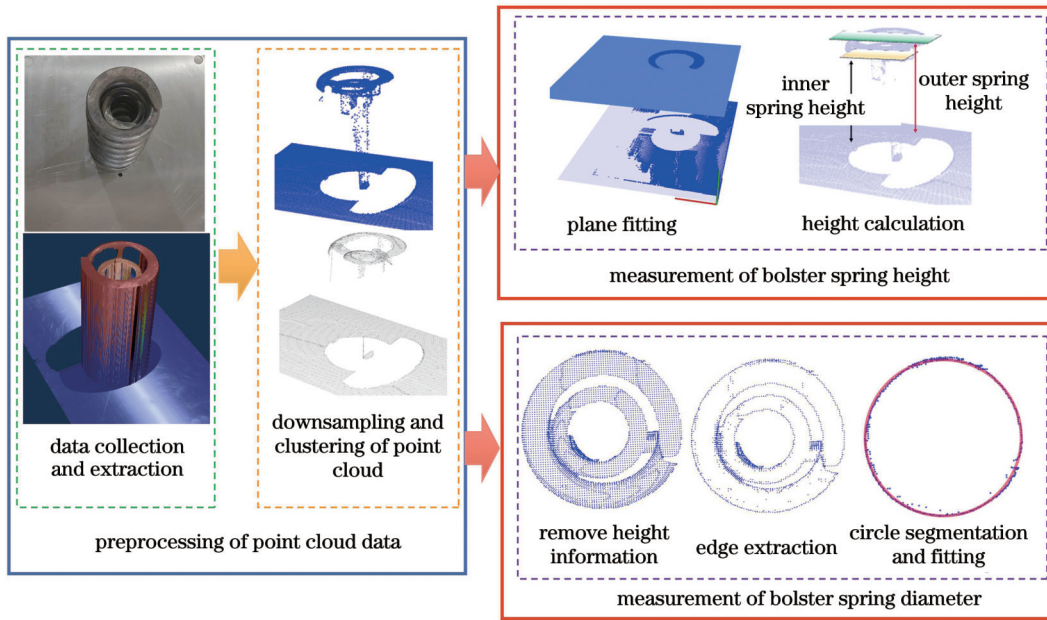 data collection
and extraction
downsampling and
clustering of point
cloud
preprocessing of point cloud data
inner
spring height
outer spring
height
plane fitting
height calculation
measurement of bolster spring height
remove height
information
edge extraction
circle segmentation
and fitting
measurement of bolster spring diameter